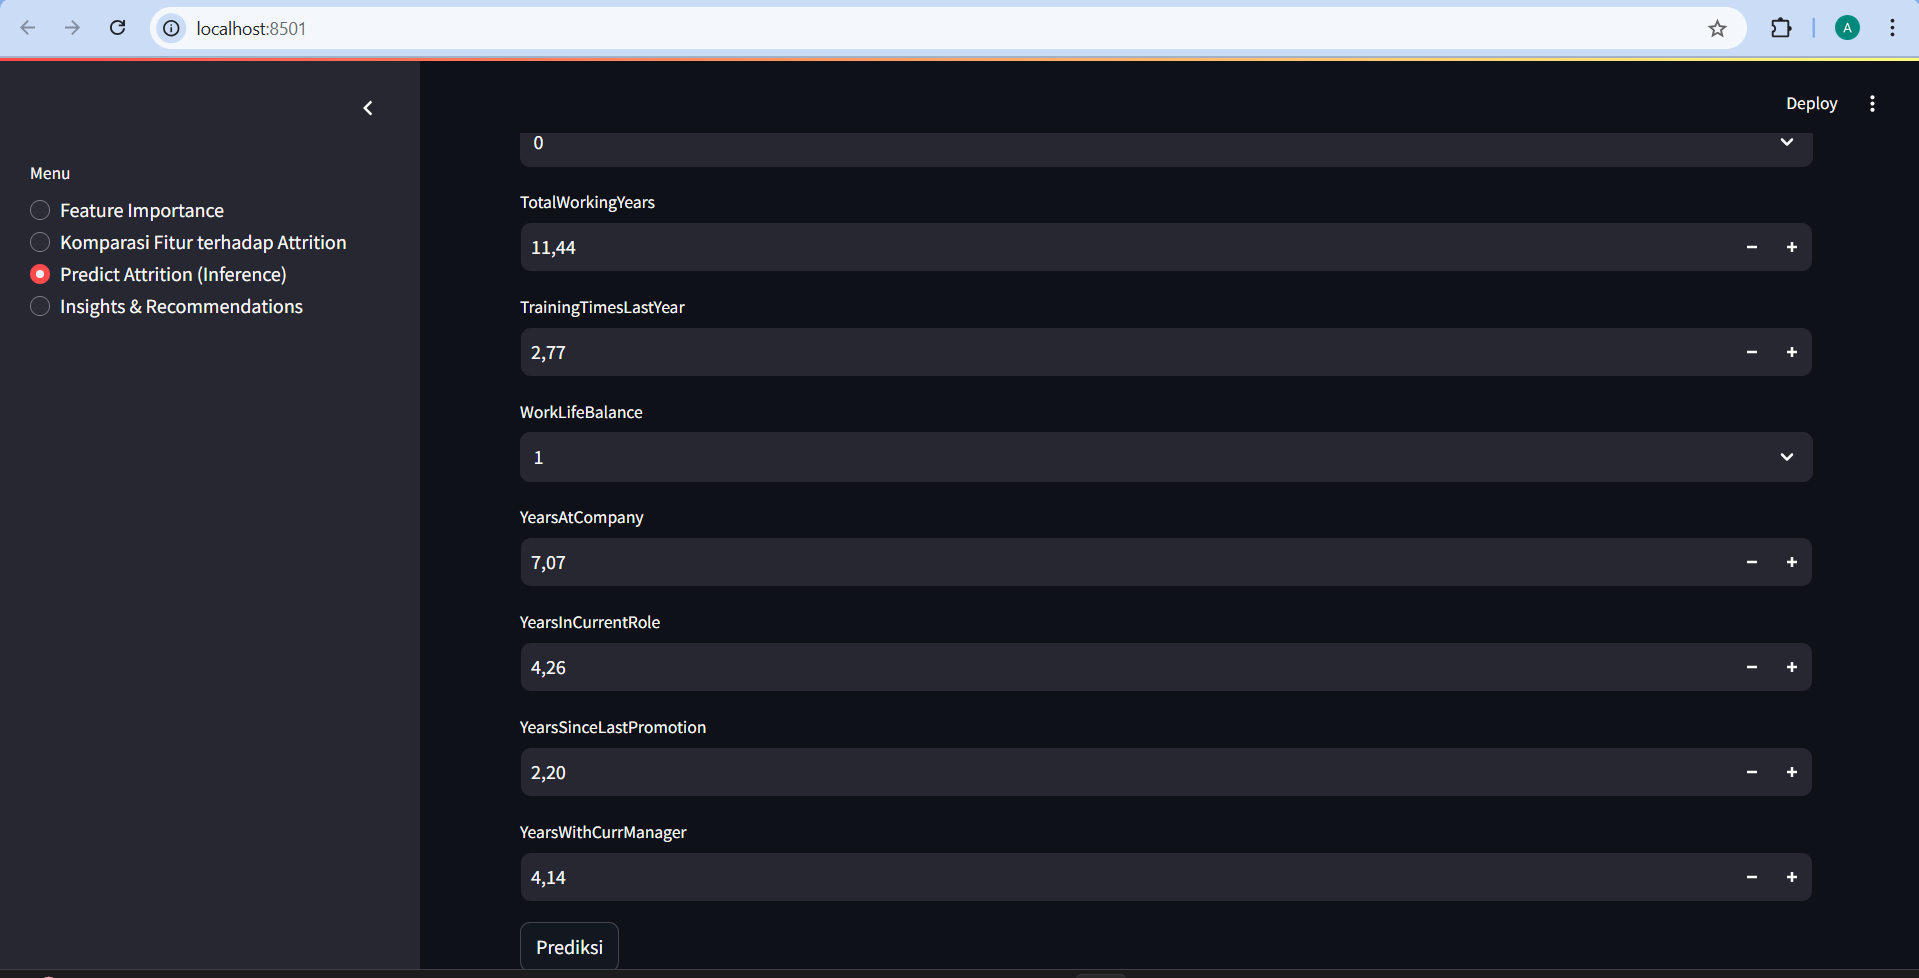 localhost:8501
A
Deploy
Menu
Feature Importance
Komparasi Fitur terhadap Attrition
Predict Attrition (Inference)
Insights & Recommendations
0
TotalWorkingYears
11,44
TrainingTimesLastYear
2,77
WorkLifeBalance
1
YearsAtCompany
7,07
YearsInCurrentRole
4,26
YearsSinceLastPromotion
2,20
YearsWithCurrManager
4,14
Prediksi